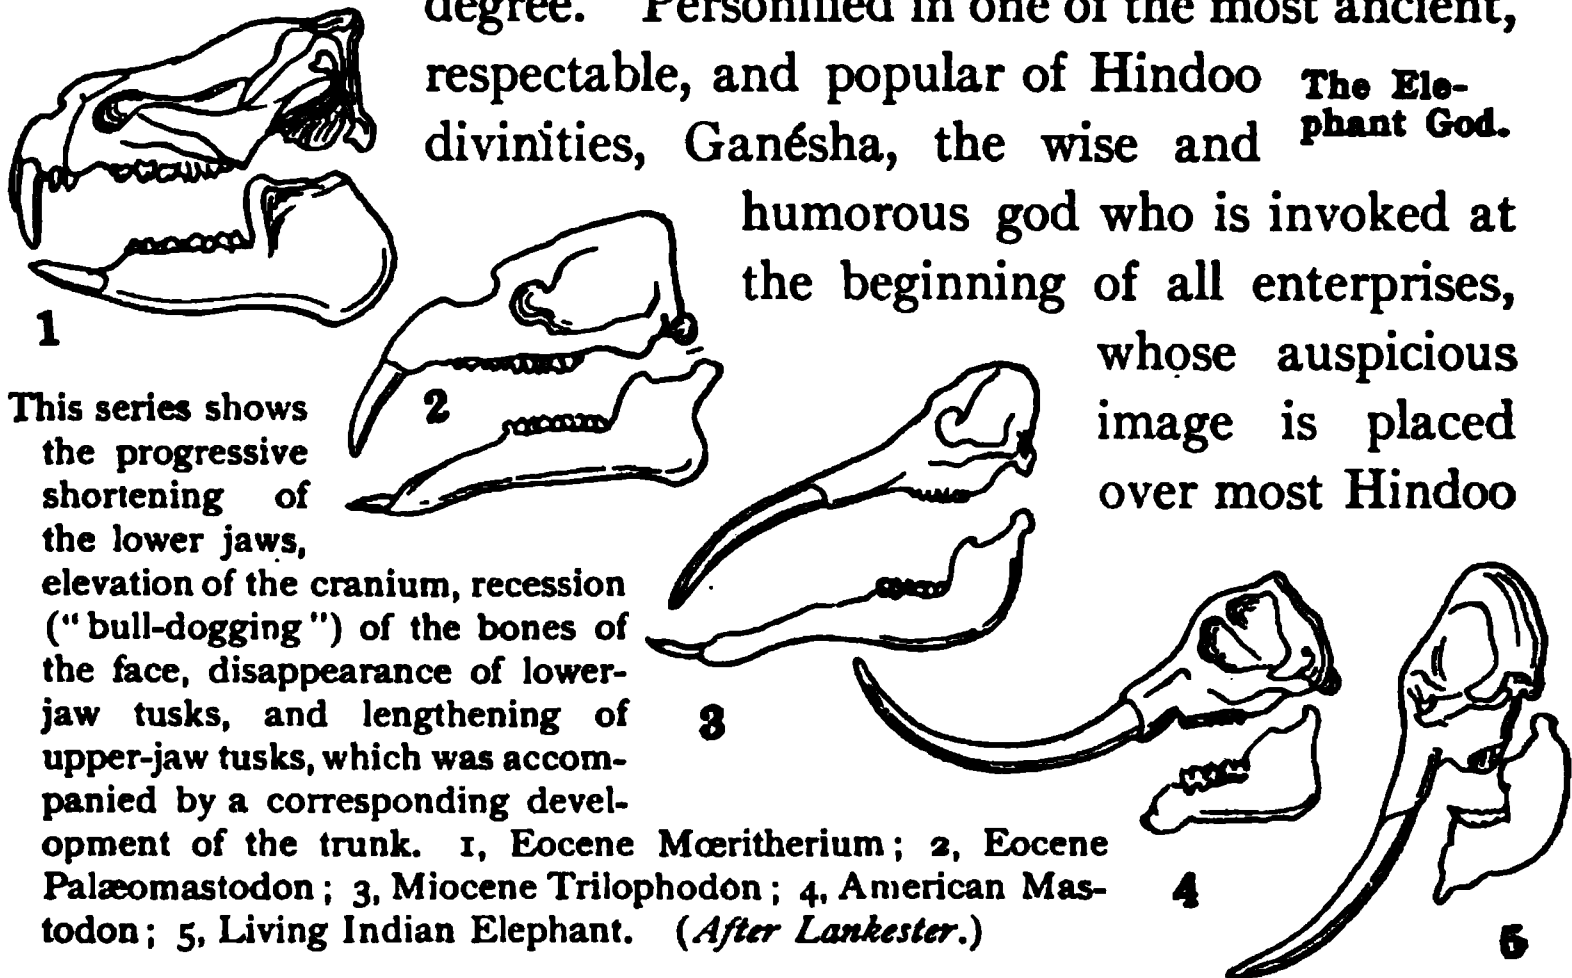 degree. Personified in one of the most ancient,
respectable, and popular of Hindoo
divinities, Ganésha, the wise and
The Ele-
phant God.
humorous god who is invoked at
the beginning of all enterprises,
whose auspicious
image is placed
over most Hindoo
1
2
3
4
5
This series shows
the progressive
shortening of
the lower jaws,
elevation of the cranium, recession
("bull-dogging") of the bones of
the face, disappearance of lower-
jaw tusks, and lengthening of
upper-jaw tusks, which was accom-
panied by a corresponding devel-
opment of the trunk. 1, Eocene Mœritherium; 2, Eocene
Palæomastodon; 3, Miocene Trilophodon; 4, American Mas-
todon; 5, Living Indian Elephant. (After Lankester.)